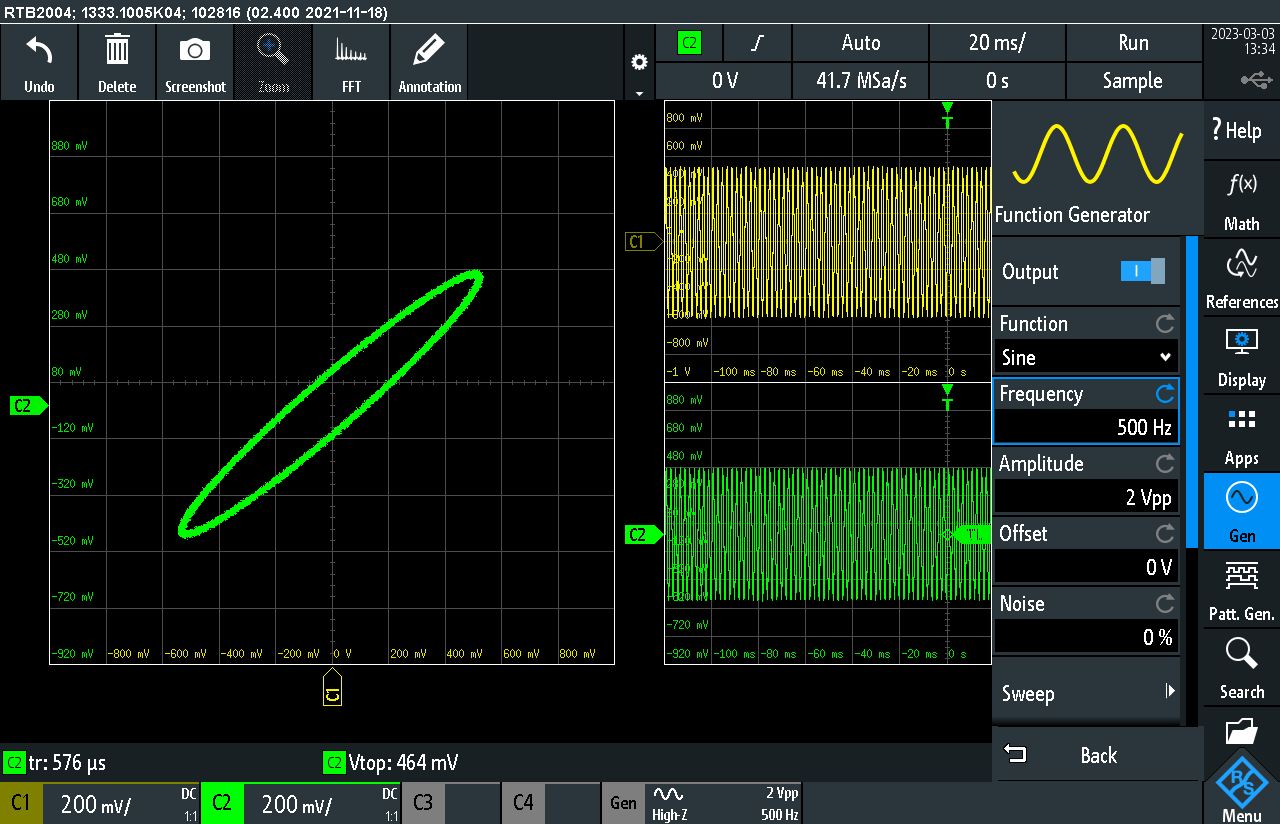 RTB2004; 1333.1005K04; 102816 (02.400 2021-11-18)
Undo
Delete
Screenshot
Zoom
FFT
Annotation
C2
Auto
20 ms/
Run
0 V
41.7 MSa/s
0 s
Sample
2023-03-03
13:34
880 mV
680 mV
480 mV
280 mV
80 mV
-120 mV
-320 mV
-520 mV
-720 mV
-920 mV
-800 mV
-600 mV
-400 mV
-200 mV
0 V
200 mV
400 mV
600 mV
800 mV
C2
C1
800 mV
600 mV
-800 mV
-1 V
-100 ms
-80 ms
-60 ms
-40 ms
-20 ms
0 s
C1
T
880 mV
680 mV
480 mV
-720 mV
-920 mV
-100 ms
-80 ms
-60 ms
-40 ms
-20 ms
0 s
C2
T
TL
Function Generator
Output
Function
Sine
Frequency
500 Hz
Amplitude
2 Vpp
Offset
0 V
Noise
0 %
Sweep
Back
? Help
f(x)
Math
References
Display
Apps
Gen
Patt. Gen.
Search
R&S
Menu
C2 tr: 576 µs
C2 Vtop: 464 mV
C1
200 mV/
DC
1:1
C2
200 mV/
DC
1:1
C3
C4
Gen
High-Z
2 Vpp
500 Hz